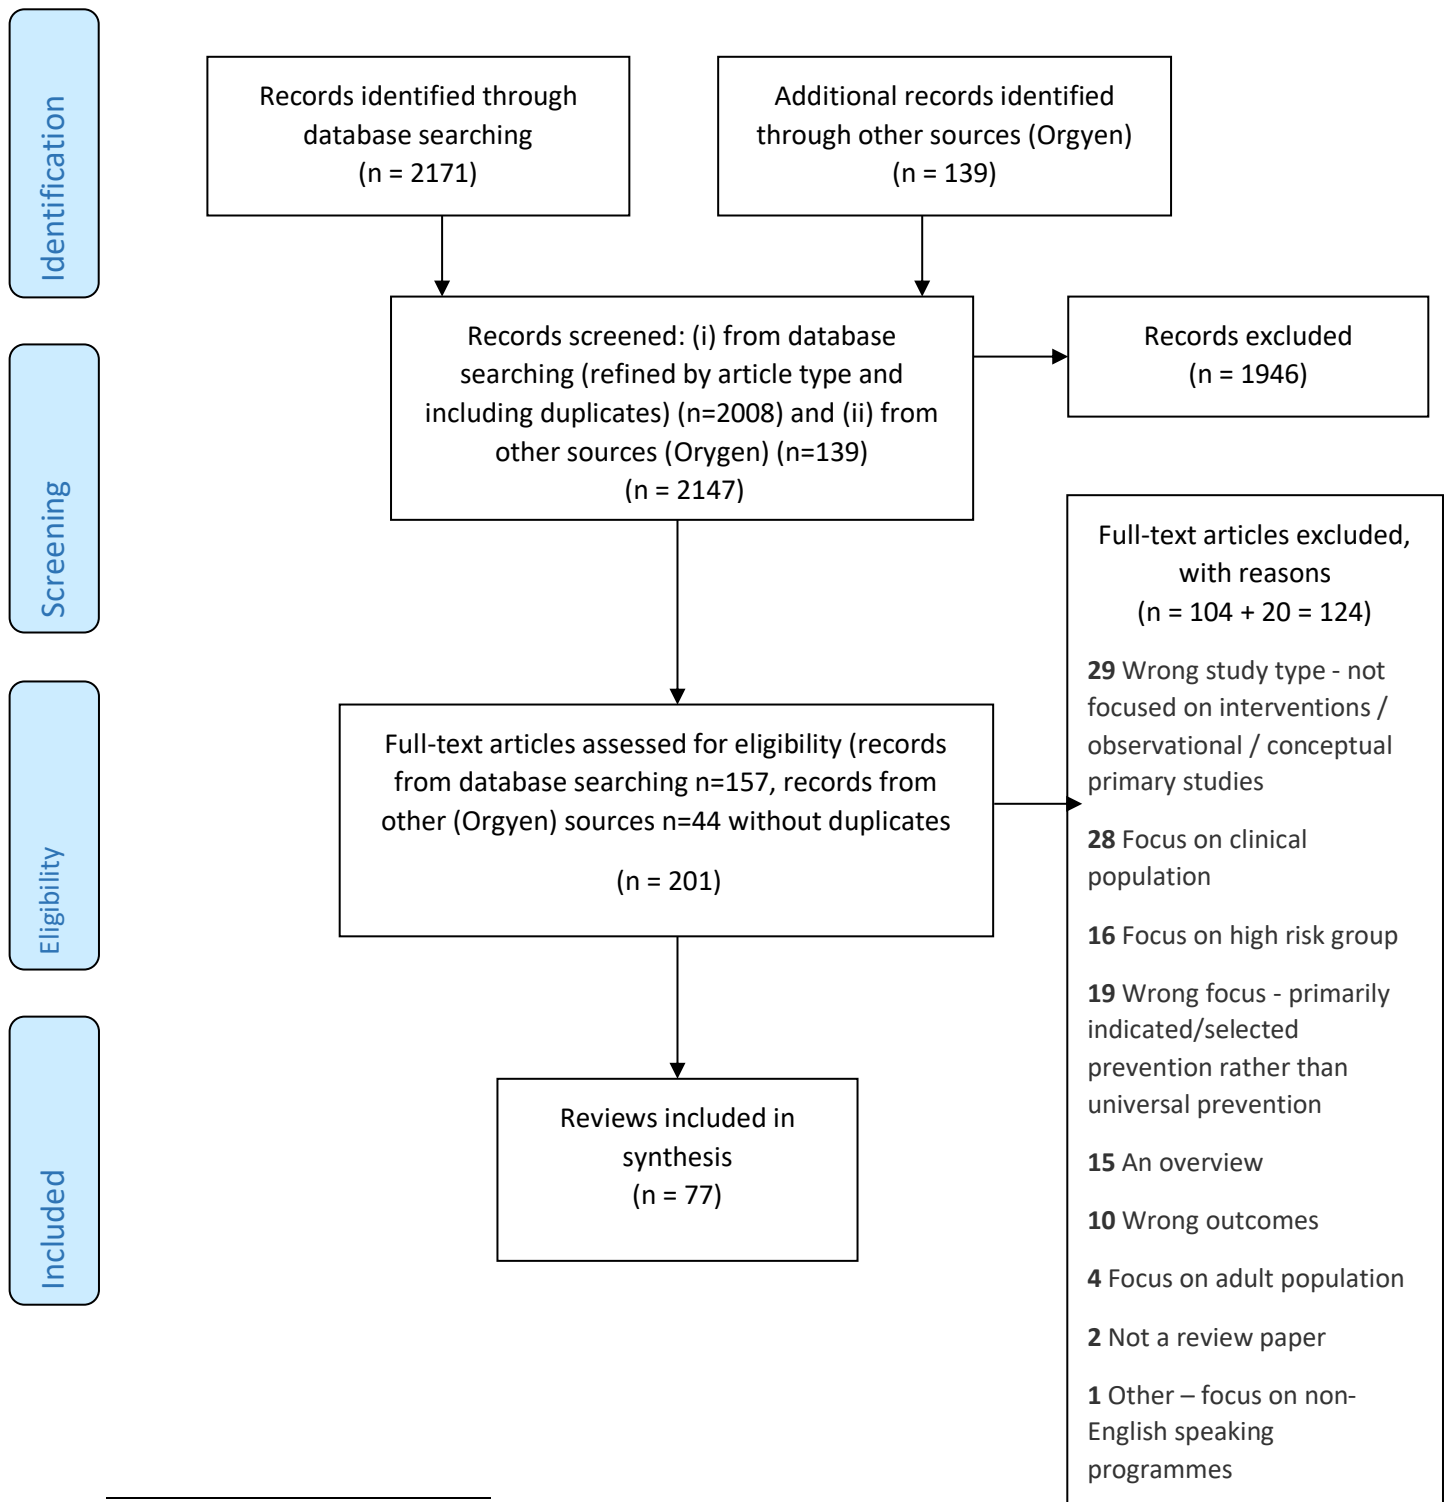 Identification
Records identified through
database searching
(n = 2171)
Additional records identified
through other sources (Orgyen)
(n = 139)
Screening
Records screened: (i) from database
searching (refined by article type and
including duplicates) (n=2008) and (ii) from
other sources (Orygen) (n=139)
(n = 2147)
Records excluded
(n = 1946)
Eligibility
Full-text articles assessed for eligibility (records
from database searching n=157, records from
other (Orgyen) sources n=44 without duplicates
(n = 201)
Full-text articles excluded,
with reasons
(n = 104 + 20 = 124)
29 Wrong study type - not
focused on interventions /
observational / conceptual
primary studies
28 Focus on clinical
population
16 Focus on high risk group
19 Wrong focus - primarily
indicated/selected
prevention rather than
universal prevention
15 An overview
10 Wrong outcomes
4 Focus on adult population
2 Not a review paper
1 Other – focus on non-
English speaking
programmes
Included
Reviews included in
synthesis
(n = 77)